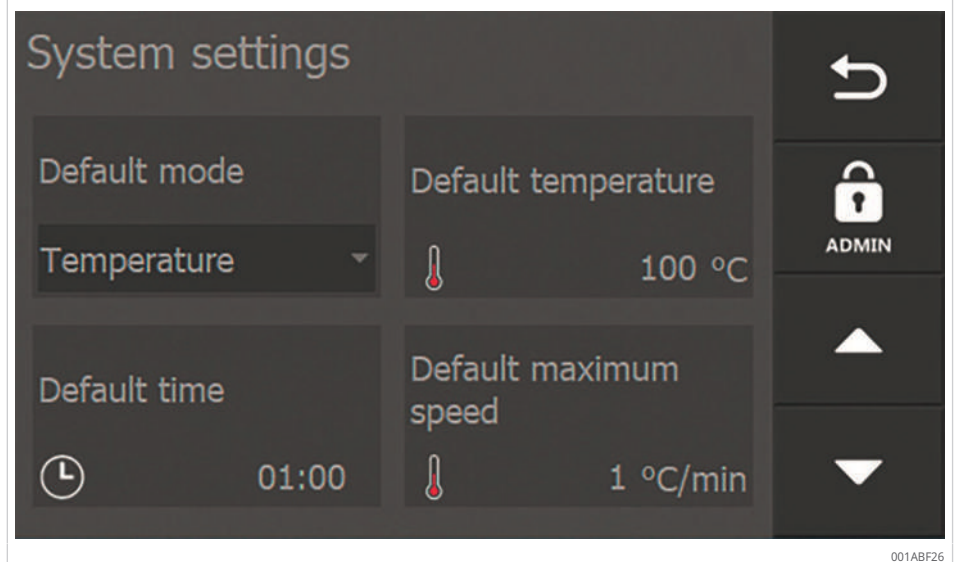 System settings
Default mode
Temperature
Default temperature
100 °C
Default time
01:00
Default maximum
speed
1 °C/min
ADMIN
001ABF26